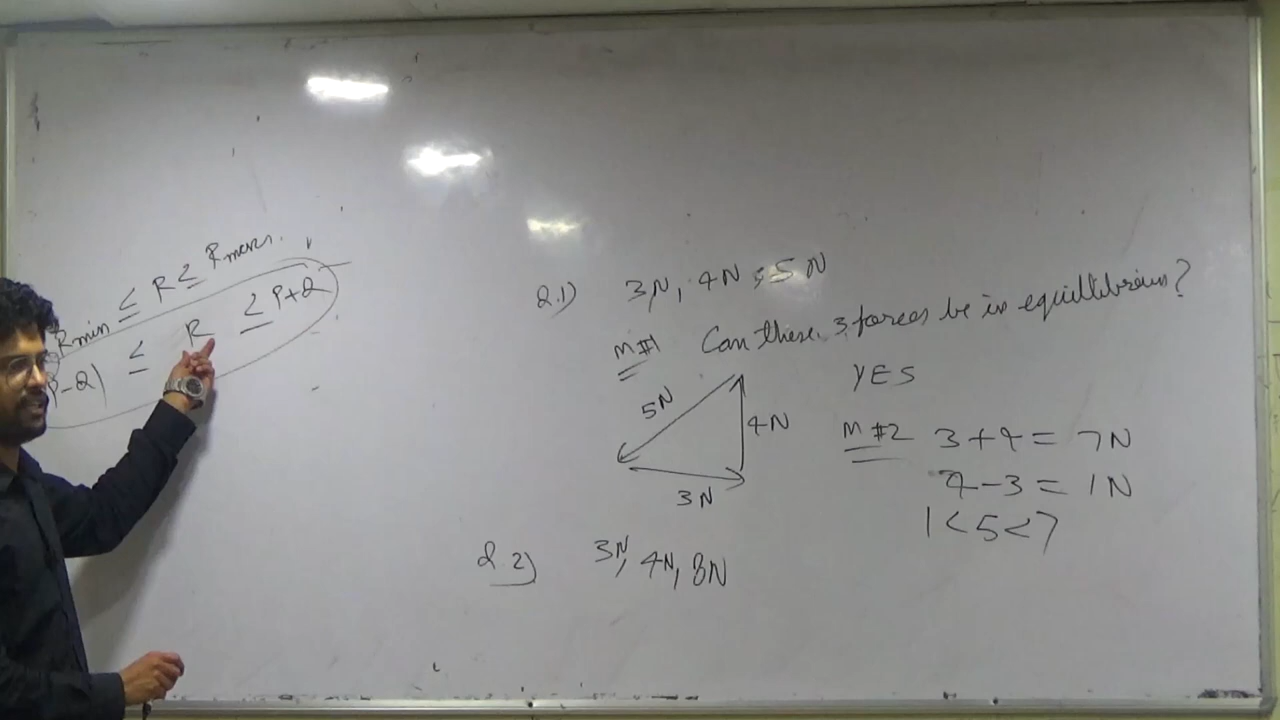 Rmin ≤ R ≤ Rmax.
P-Q) ≤ R ≤ P+Q
Q.1) 3N, 4N, 5N
M#1 Can these 3 forces be in equillibrium?
YES
5N
4N
3N
M#2 3+4 = 7N
4-3 = 1N
1<5<7
Q.2) 3N, 4N, 8N